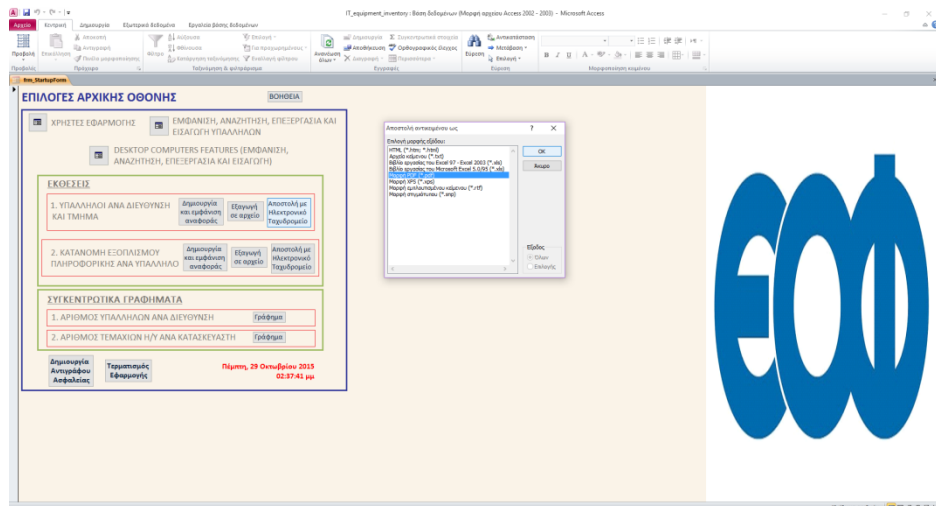 IT_equipment_inventory : Βάση δεδομένων (Μορφή αρχείου Access 2002 - 2003) - Microsoft Access
Αρχείο Κεντρική Δημιουργία Εξωτερικά δεδομένα Εργαλεία βάσης δεδομένων
Προβολή
Επικόλληση
Αποκοπή
Αντιγραφή
Πινέλο μορφοποίησης
Φίλτρο
Αύξουσα
Φθίνουσα
Κατάργηση ταξινόμησης
Επιλογή
Για προχωρημένους
Εναλλαγή φίλτρου
Ανανέωση όλων
Δημιουργία
Αποθήκευση
Διαγραφή
Συγκεντρωτικά στοιχεία
Ορθογραφικός έλεγχος
Περισσότερα
Εύρεση
Αντικατάσταση
Μετάβαση
Επιλογή
Προβολές Πρόχειρο Ταξινόμηση & φιλτράρισμα Εγγραφές Εύρεση Μορφοποίηση κειμένου
frm_StartupForm
ΕΠΙΛΟΓΕΣ ΑΡΧΙΚΗΣ ΟΘΟΝΗΣ
ΒΟΗΘΕΙΑ
ΧΡΗΣΤΕΣ ΕΦΑΡΜΟΓΗΣ
ΕΜΦΑΝΙΣΗ, ΑΝΑΖΗΤΗΣΗ, ΕΠΕΞΕΡΓΑΣΙΑ ΚΑΙ
ΕΙΣΑΓΩΓΗ ΥΠΑΛΛΗΛΩΝ
DESKTOP COMPUTERS FEATURES (ΕΜΦΑΝΙΣΗ,
ΑΝΑΖΗΤΗΣΗ, ΕΠΕΞΕΡΓΑΣΙΑ ΚΑΙ ΕΙΣΑΓΩΓΗ)
ΕΚΘΕΣΕΙΣ
1. ΥΠΑΛΛΗΛΟΙ ΑΝΑ ΔΙΕΥΘΥΝΣΗ
ΚΑΙ ΤΜΗΜΑ
Δημιουργία
και εμφάνιση
αναφοράς
Εξαγωγή
σε αρχείο
Αποστολή με
Ηλεκτρονικό
Ταχυδρομείο
2. ΚΑΤΑΝΟΜΗ ΕΞΟΠΛΙΣΜΟΥ
ΠΛΗΡΟΦΟΡΙΚΗΣ ΑΝΑ ΥΠΑΛΛΗΛΟ
Δημιουργία
και εμφάνιση
αναφοράς
Εξαγωγή
σε αρχείο
Αποστολή με
Ηλεκτρονικό
Ταχυδρομείο
ΣΥΓΚΕΝΤΡΩΤΙΚΑ ΓΡΑΦΗΜΑΤΑ
1. ΑΡΙΘΜΟΣ ΥΠΑΛΛΗΛΩΝ ΑΝΑ ΔΙΕΥΘΥΝΣΗ
Γράφημα
2. ΑΡΙΘΜΟΣ ΤΕΜΑΧΙΩΝ Η/Υ ΑΝΑ ΚΑΤΑΣΚΕΥΑΣΤΗ
Γράφημα
Δημιουργία
Αντιγράφου
Ασφαλείας
Τερματισμός
Εφαρμογής
Πέμπτη, 29 Οκτωβρίου 2015
02:37:41 μμ
Αποστολή αντικειμένου ως
Επιλογή μορφής εξόδου:
HTML (*.htm; *.html)
Αρχείο κειμένου (*.txt)
Βιβλίο εργασίας του Excel 97 - Excel 2003 (*.xls)
Βιβλίο εργασίας του Microsoft Excel 5.0/95 (*.xls)
Μορφή PDF (*.pdf)
Μορφή XPS (*.xps)
Μορφή εμπλουτισμένου κειμένου (*.rtf)
Μορφή στιγμιότυπου (*.snp)
OK
Άκυρο
Έξοδος
Όλων
Επιλογής
ΕΟΦ